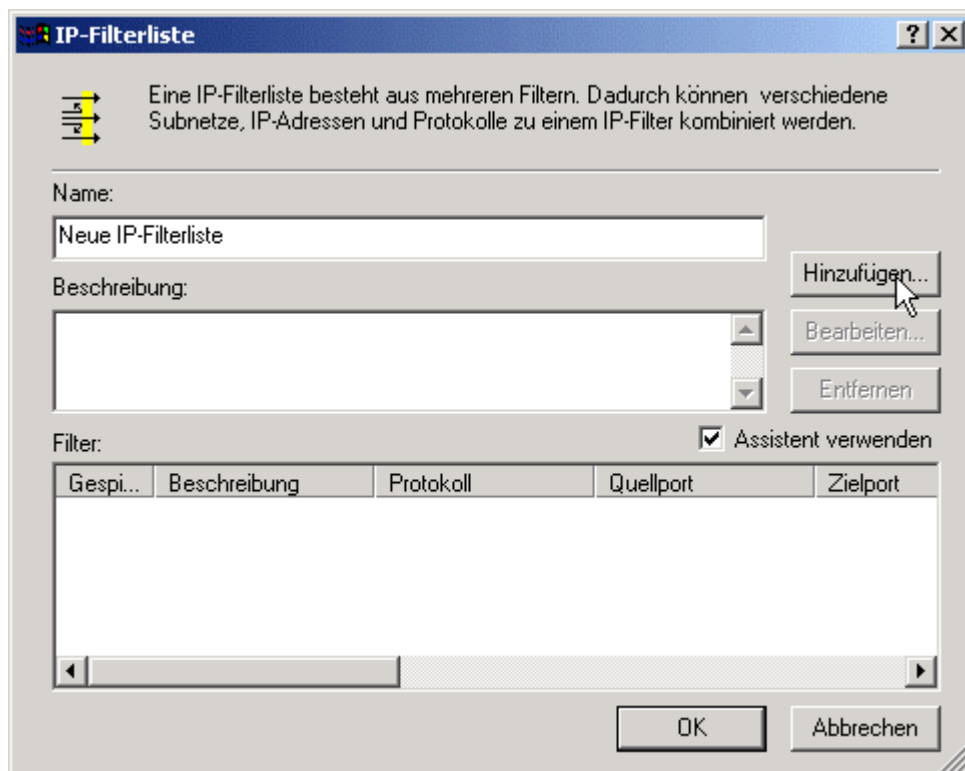 IP-Filterliste
Eine IP-Filterliste besteht aus mehreren Filtern. Dadurch können verschiedene
Subnetze, IP-Adressen und Protokolle zu einem IP-Filter kombiniert werden.
Name:
Neue IP-Filterliste
Hinzufügen...
Beschreibung:
Bearbeiten...
Entfernen
Filter:
Assistent verwenden
Gespi... Beschreibung Protokoll Quellport Zielport
OK Abbrechen